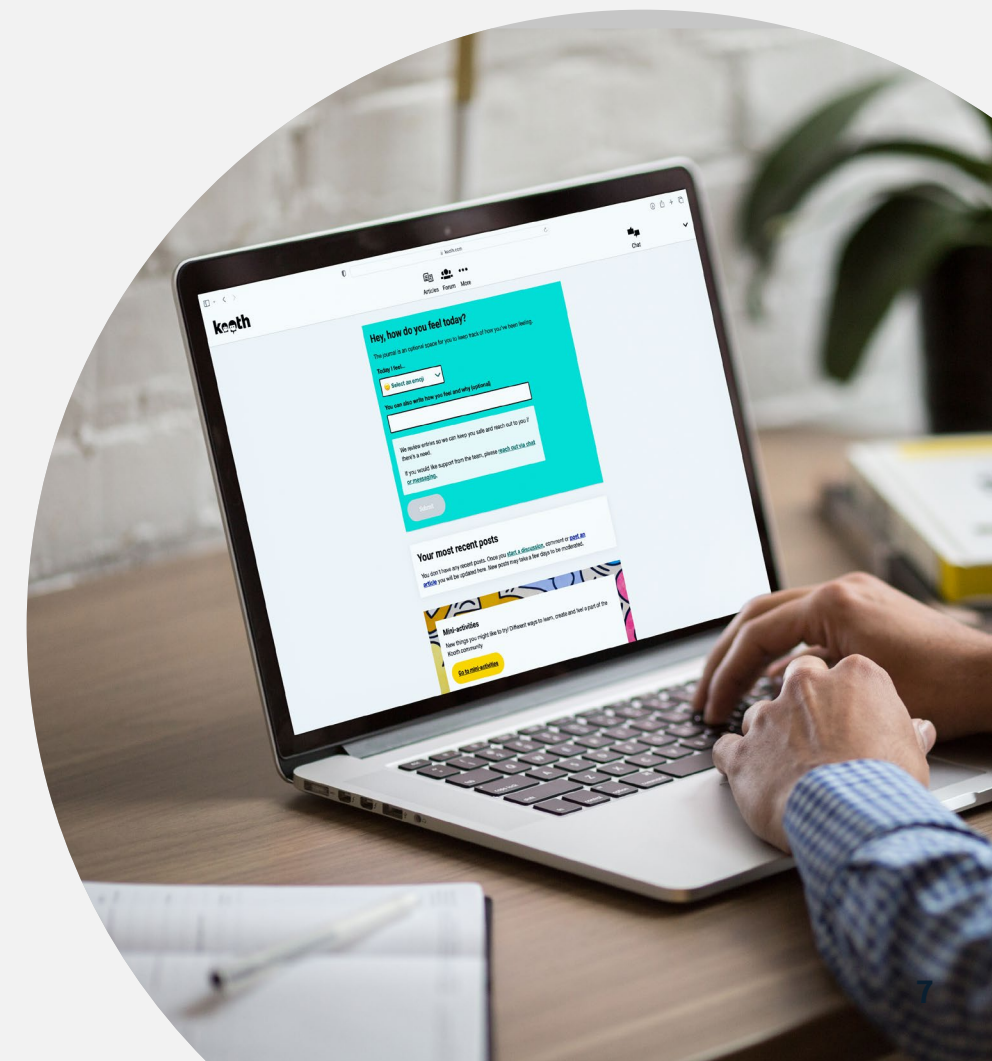 kooth.com
kooth
Articles Forum More
Chat
Hey, how do you feel today?
The journal is an optional space for you to keep track of how you've been feeling.
Today I feel...
Select an emoji
You can also write how you feel and why (optional)
We review entries so we can keep you safe and reach out to you if
there's a need.
If you would like support from the team, please reach out via chat
or messaging.
Submit
Your most recent posts
You don't have any recent posts. Once you start a discussion, comment or post an
article you will be updated here. New posts may take a few days to be moderated.
Mini-activities
New things you might like to try! Different ways to learn, create and feel a part of the
Kooth community
Go to mini-activities
7